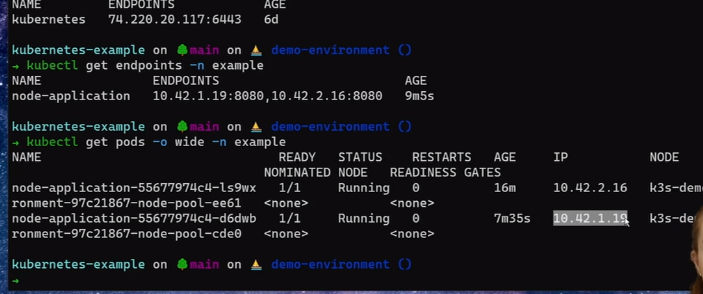 NAME ENDPOINTS AGE
kubernetes 74.220.20.117:6443 6d
kubernetes-example on main on demo-environment ()
→ kubectl get endpoints -n example
NAME ENDPOINTS AGE
node-application 10.42.1.19:8080,10.42.2.16:8080 9m5s
kubernetes-example on main on demo-environment ()
→ kubectl get pods -o wide -n example
NAME READY STATUS RESTARTS AGE IP NODE
NOMINATED NODE READINESS GATES
node-application-55677974c4-ls9wx 1/1 Running 0 16m 10.42.2.16 k3s-demo
ronment-97c21867-node-pool-ee61 <none> <none>
node-application-55677974c4-d6dwb 1/1 Running 0 7m35s 10.42.1.19 k3s-de
ronment-97c21867-node-pool-cde0 <none> <none>
kubernetes-example on main on demo-environment ()
→